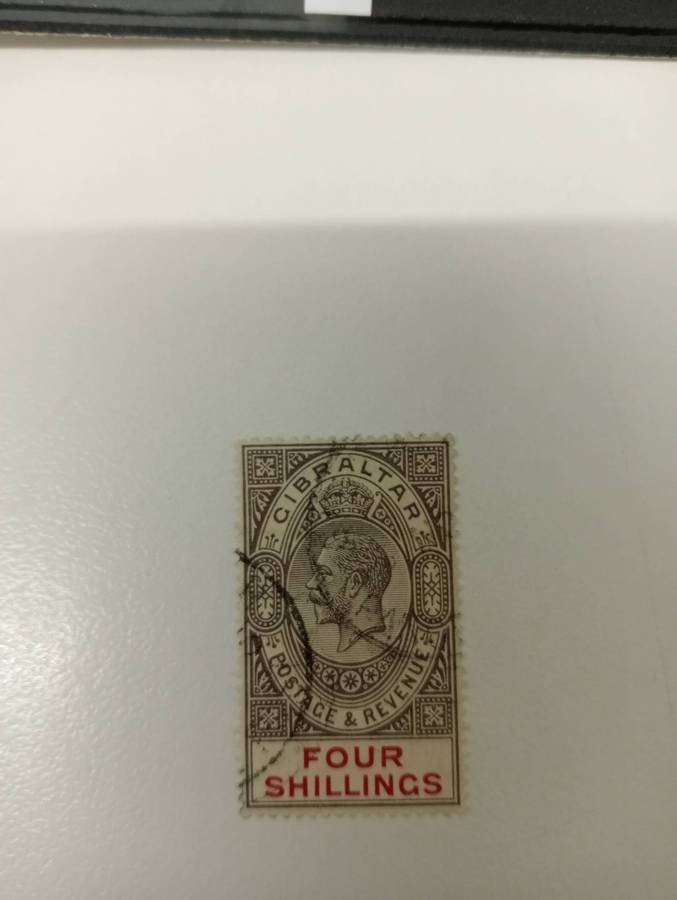 GIBRALTAR
POSTAGE & REVENUE
FOUR
SHILLINGS